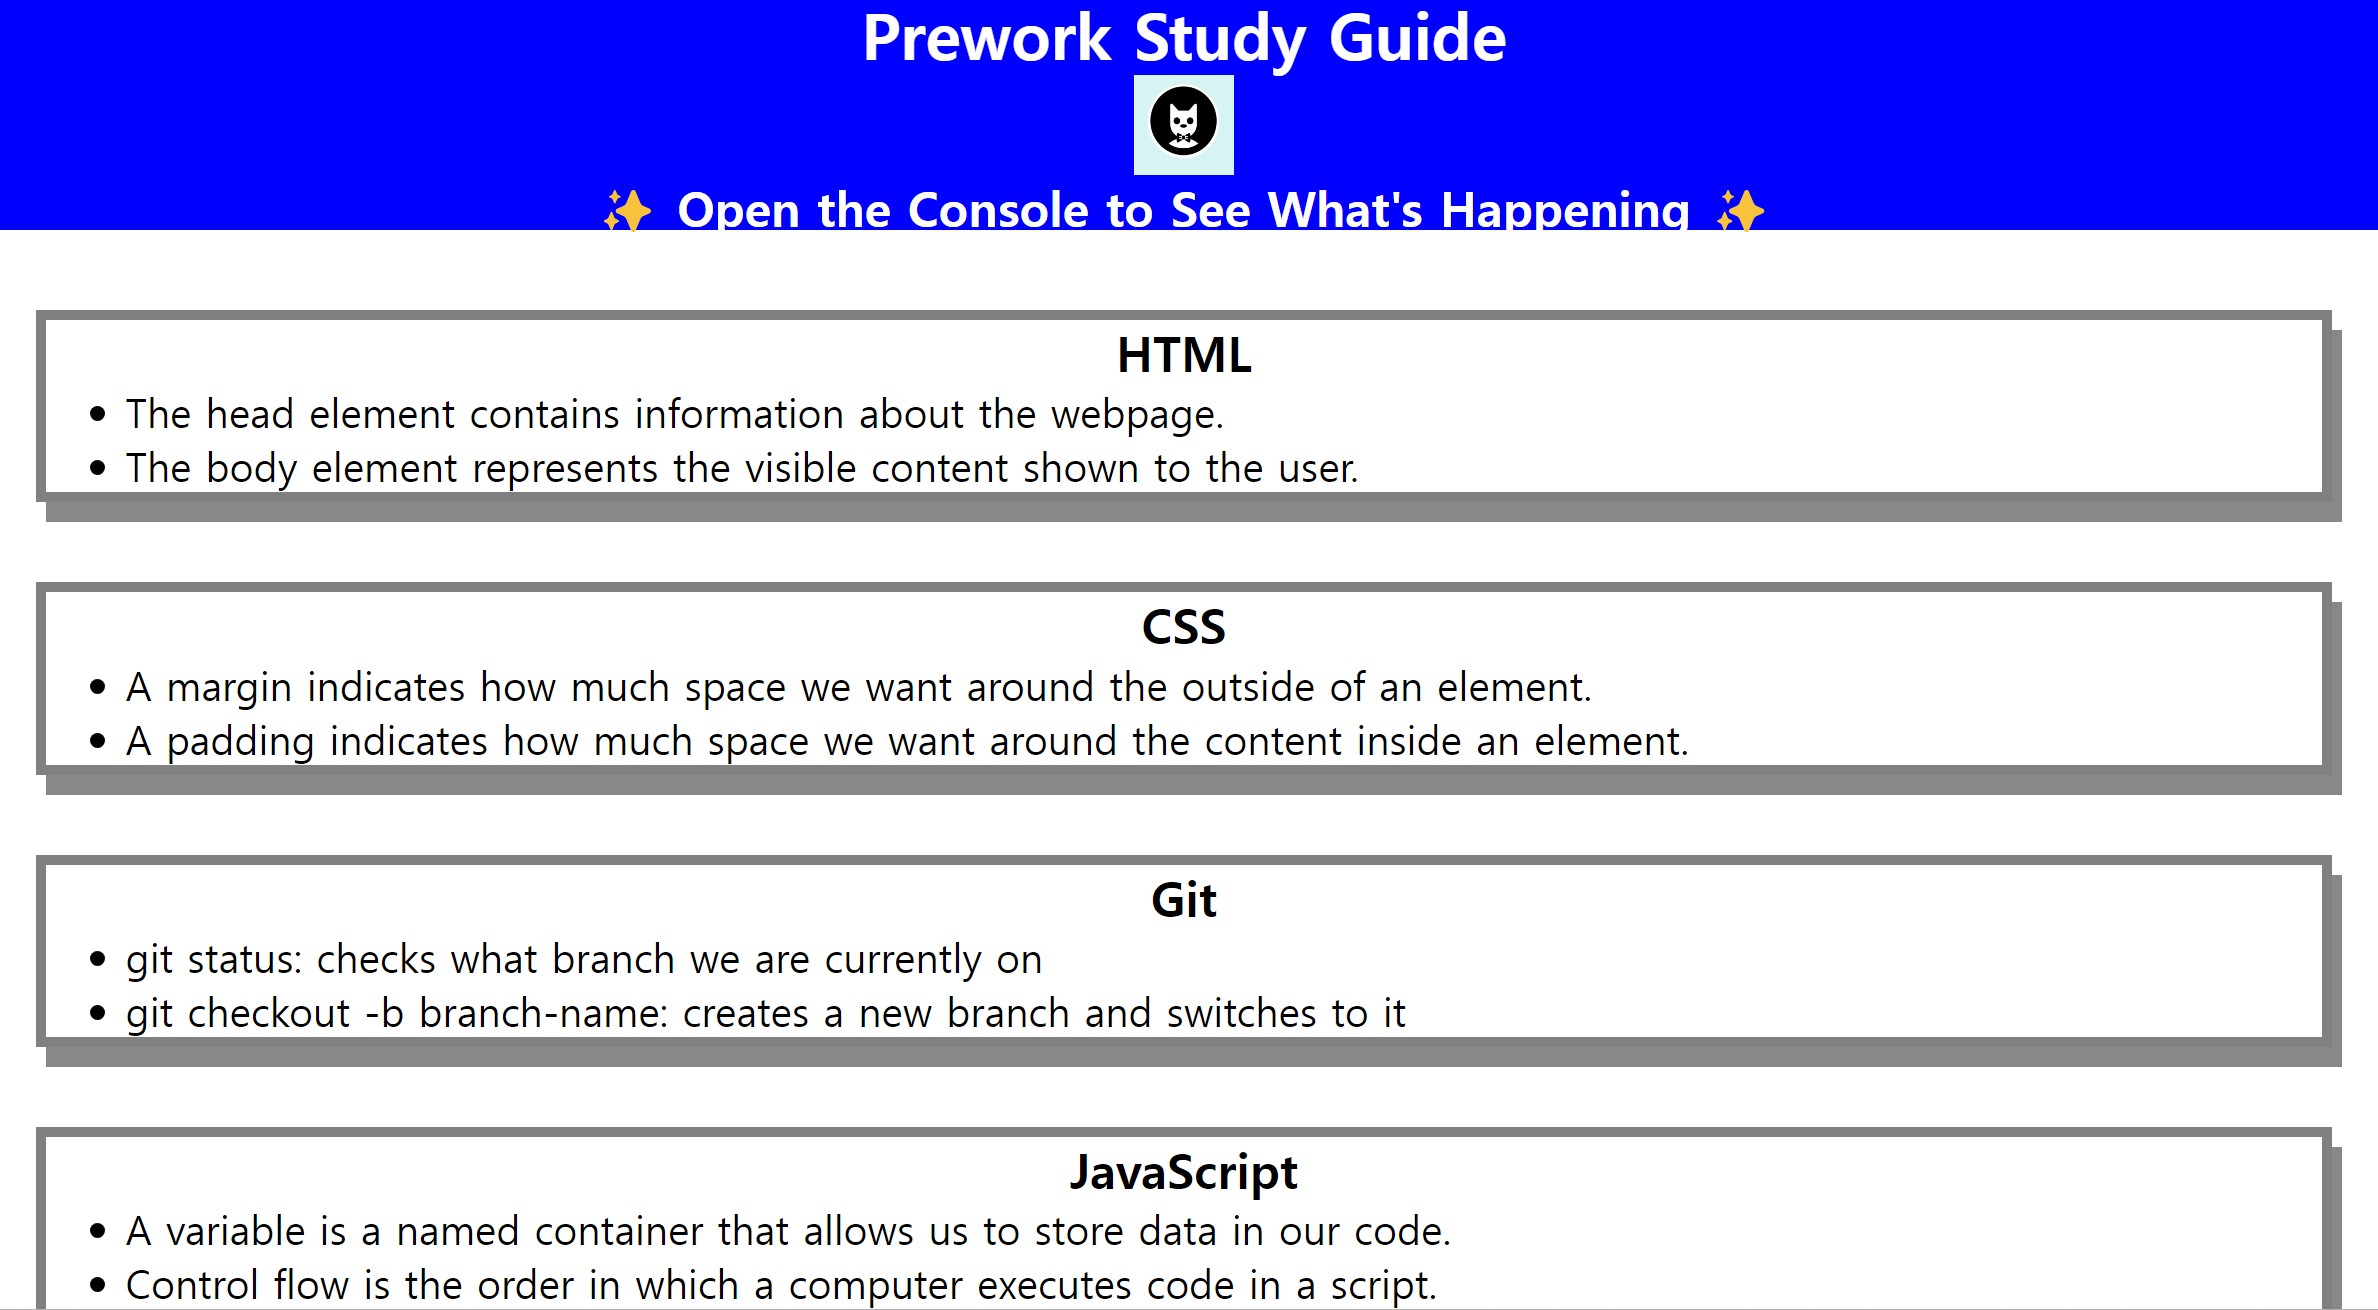 Prework Study Guide
✨ Open the Console to See What's Happening ✨
HTML
• The head element contains information about the webpage.
• The body element represents the visible content shown to the user.
CSS
• A margin indicates how much space we want around the outside of an element.
• A padding indicates how much space we want around the content inside an element.
Git
• git status: checks what branch we are currently on
• git checkout -b branch-name: creates a new branch and switches to it
JavaScript
• A variable is a named container that allows us to store data in our code.
• Control flow is the order in which a computer executes code in a script.